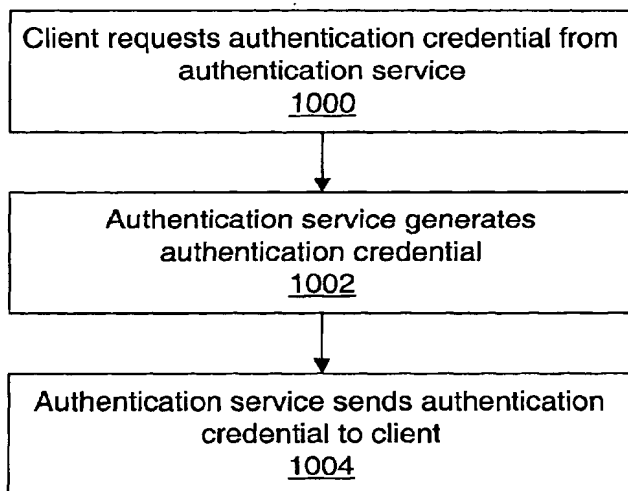 Client requests authentication credential from
authentication service
1000
Authentication service generates
authentication credential
1002
Authentication service sends authentication
credential to client
1004